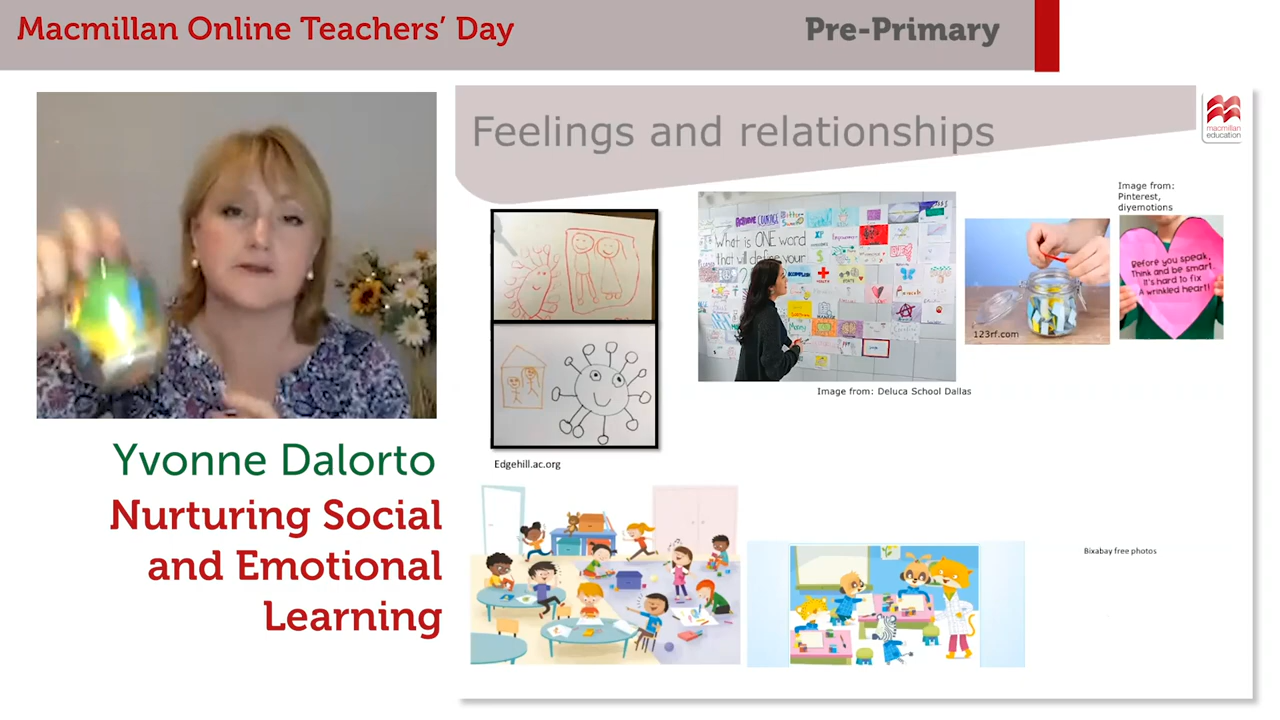 Macmillan Online Teachers' Day
Pre-Primary
Feelings and relationships
macmillan
education
Image from:
Pinterest,
diyemotions
What is ONE word
that will define your
Before you speak,
Think and be smart.
It's hard to fix
A wrinkled heart!
123rf.com
Image from: Deluca School Dallas
Edgehill.ac.org
Yvonne Dalorto
Nurturing Social
and Emotional
Learning
Bixabay free photos